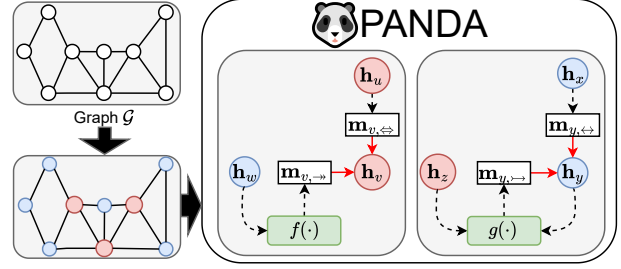 PANDA
Graph 𝒢
h_u
m_{v,⇔}
h_w
m_{v,↠}
h_v
f(·)
h_x
m_{y,↔}
h_z
m_{y,↣}
h_y
g(·)